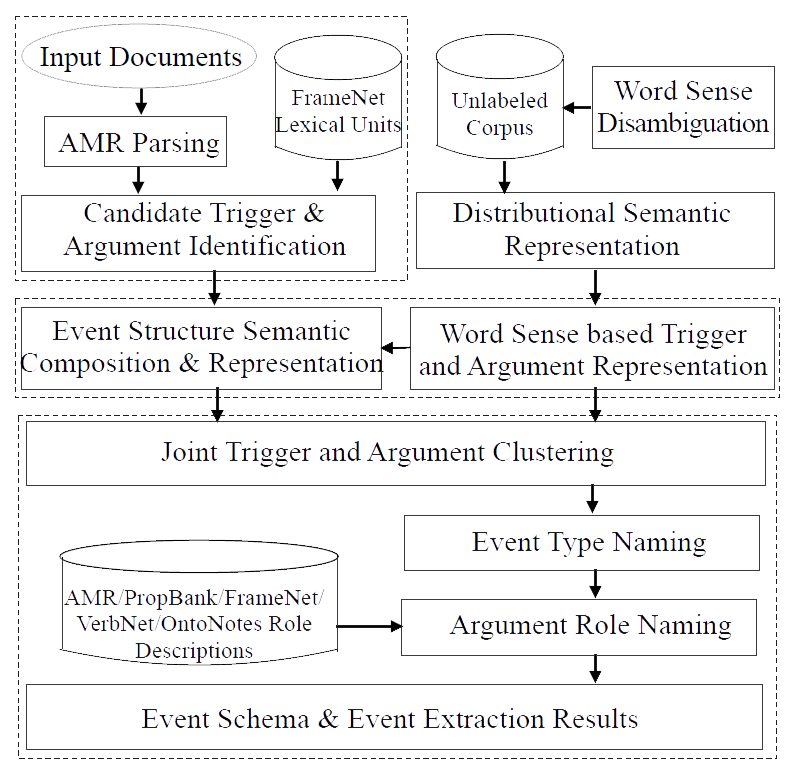 Input Documents
AMR Parsing
FrameNet
Lexical Units
Candidate Trigger &
Argument Identification
Unlabeled
Corpus
Word Sense
Disambiguation
Distributional Semantic
Representation
Event Structure Semantic
Composition & Representation
Word Sense based Trigger
and Argument Representation
Joint Trigger and Argument Clustering
Event Type Naming
AMR/PropBank/FrameNet/
VerbNet/OntoNotes Role
Descriptions
Argument Role Naming
Event Schema & Event Extraction Results